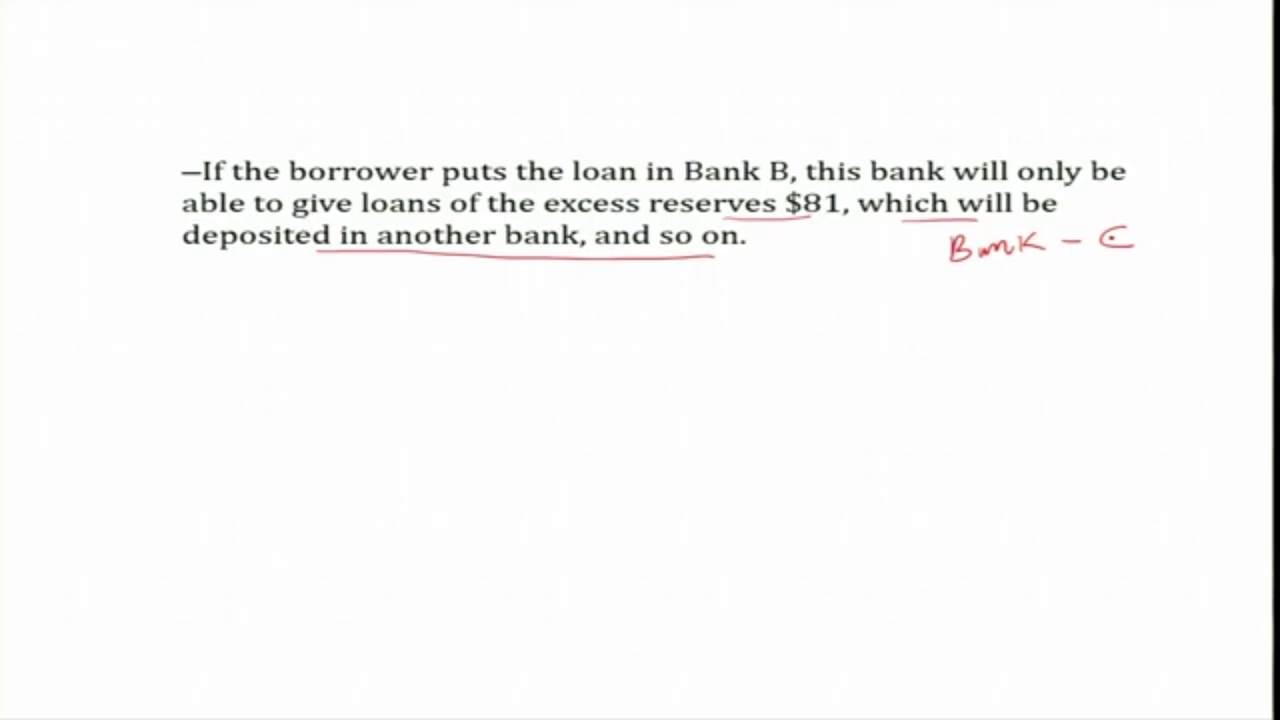 –If the borrower puts the loan in Bank B, this bank will only be
able to give loans of the excess reserves $81, which will be
deposited in another bank, and so on.
Bank – C